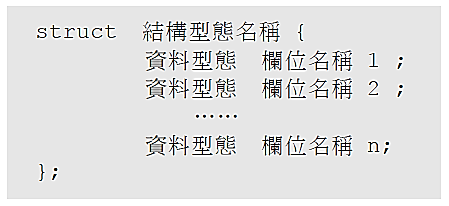 struct 結構型態名稱 {
資料型態 欄位名稱 1 ;
資料型態 欄位名稱 2 ;
……
資料型態 欄位名稱 n;
};